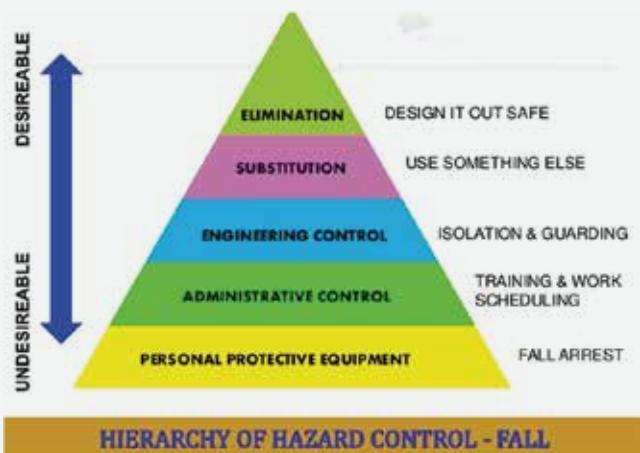 DESIREABLE
UNDESIREABLE
ELIMINATION
DESIGN IT OUT SAFE
SUBSTITUTION
USE SOMETHING ELSE
ENGINEERING CONTROL
ISOLATION & GUARDING
ADMINISTRATIVE CONTROL
TRAINING & WORK
SCHEDULING
PERSONAL PROTECTIVE EQUIPMENT
FALL ARREST
HIERARCHY OF HAZARD CONTROL - FALL